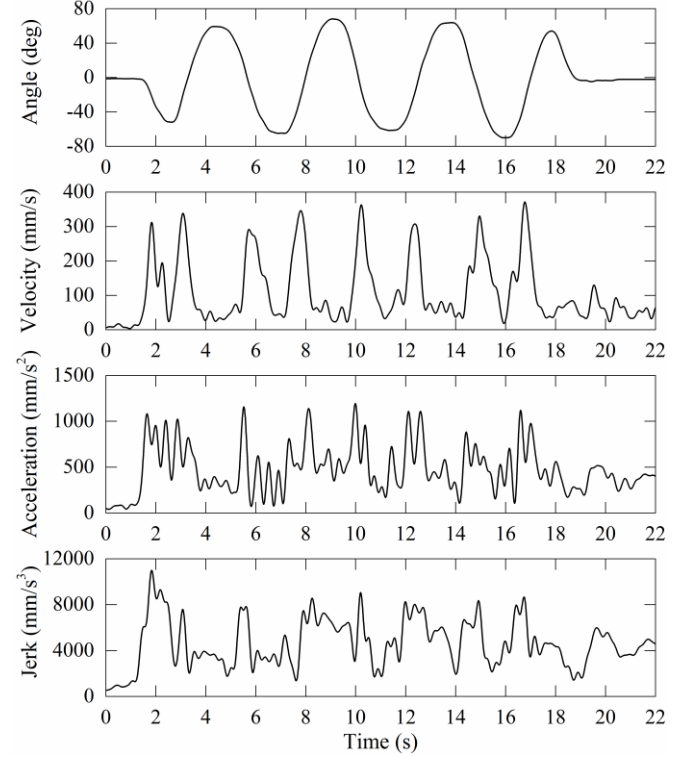 80
40
0
-40
-80
Angle (deg)
0 2 4 6 8 10 12 14 16 18 20 22
400
300
200
100
0
Velocity (mm/s)
0 2 4 6 8 10 12 14 16 18 20 22
1500
1000
500
0
Acceleration (mm/s²)
0 2 4 6 8 10 12 14 16 18 20 22
12000
8000
4000
0
Jerk (mm/s³)
0 2 4 6 8 10 12 14 16 18 20 22
Time (s)